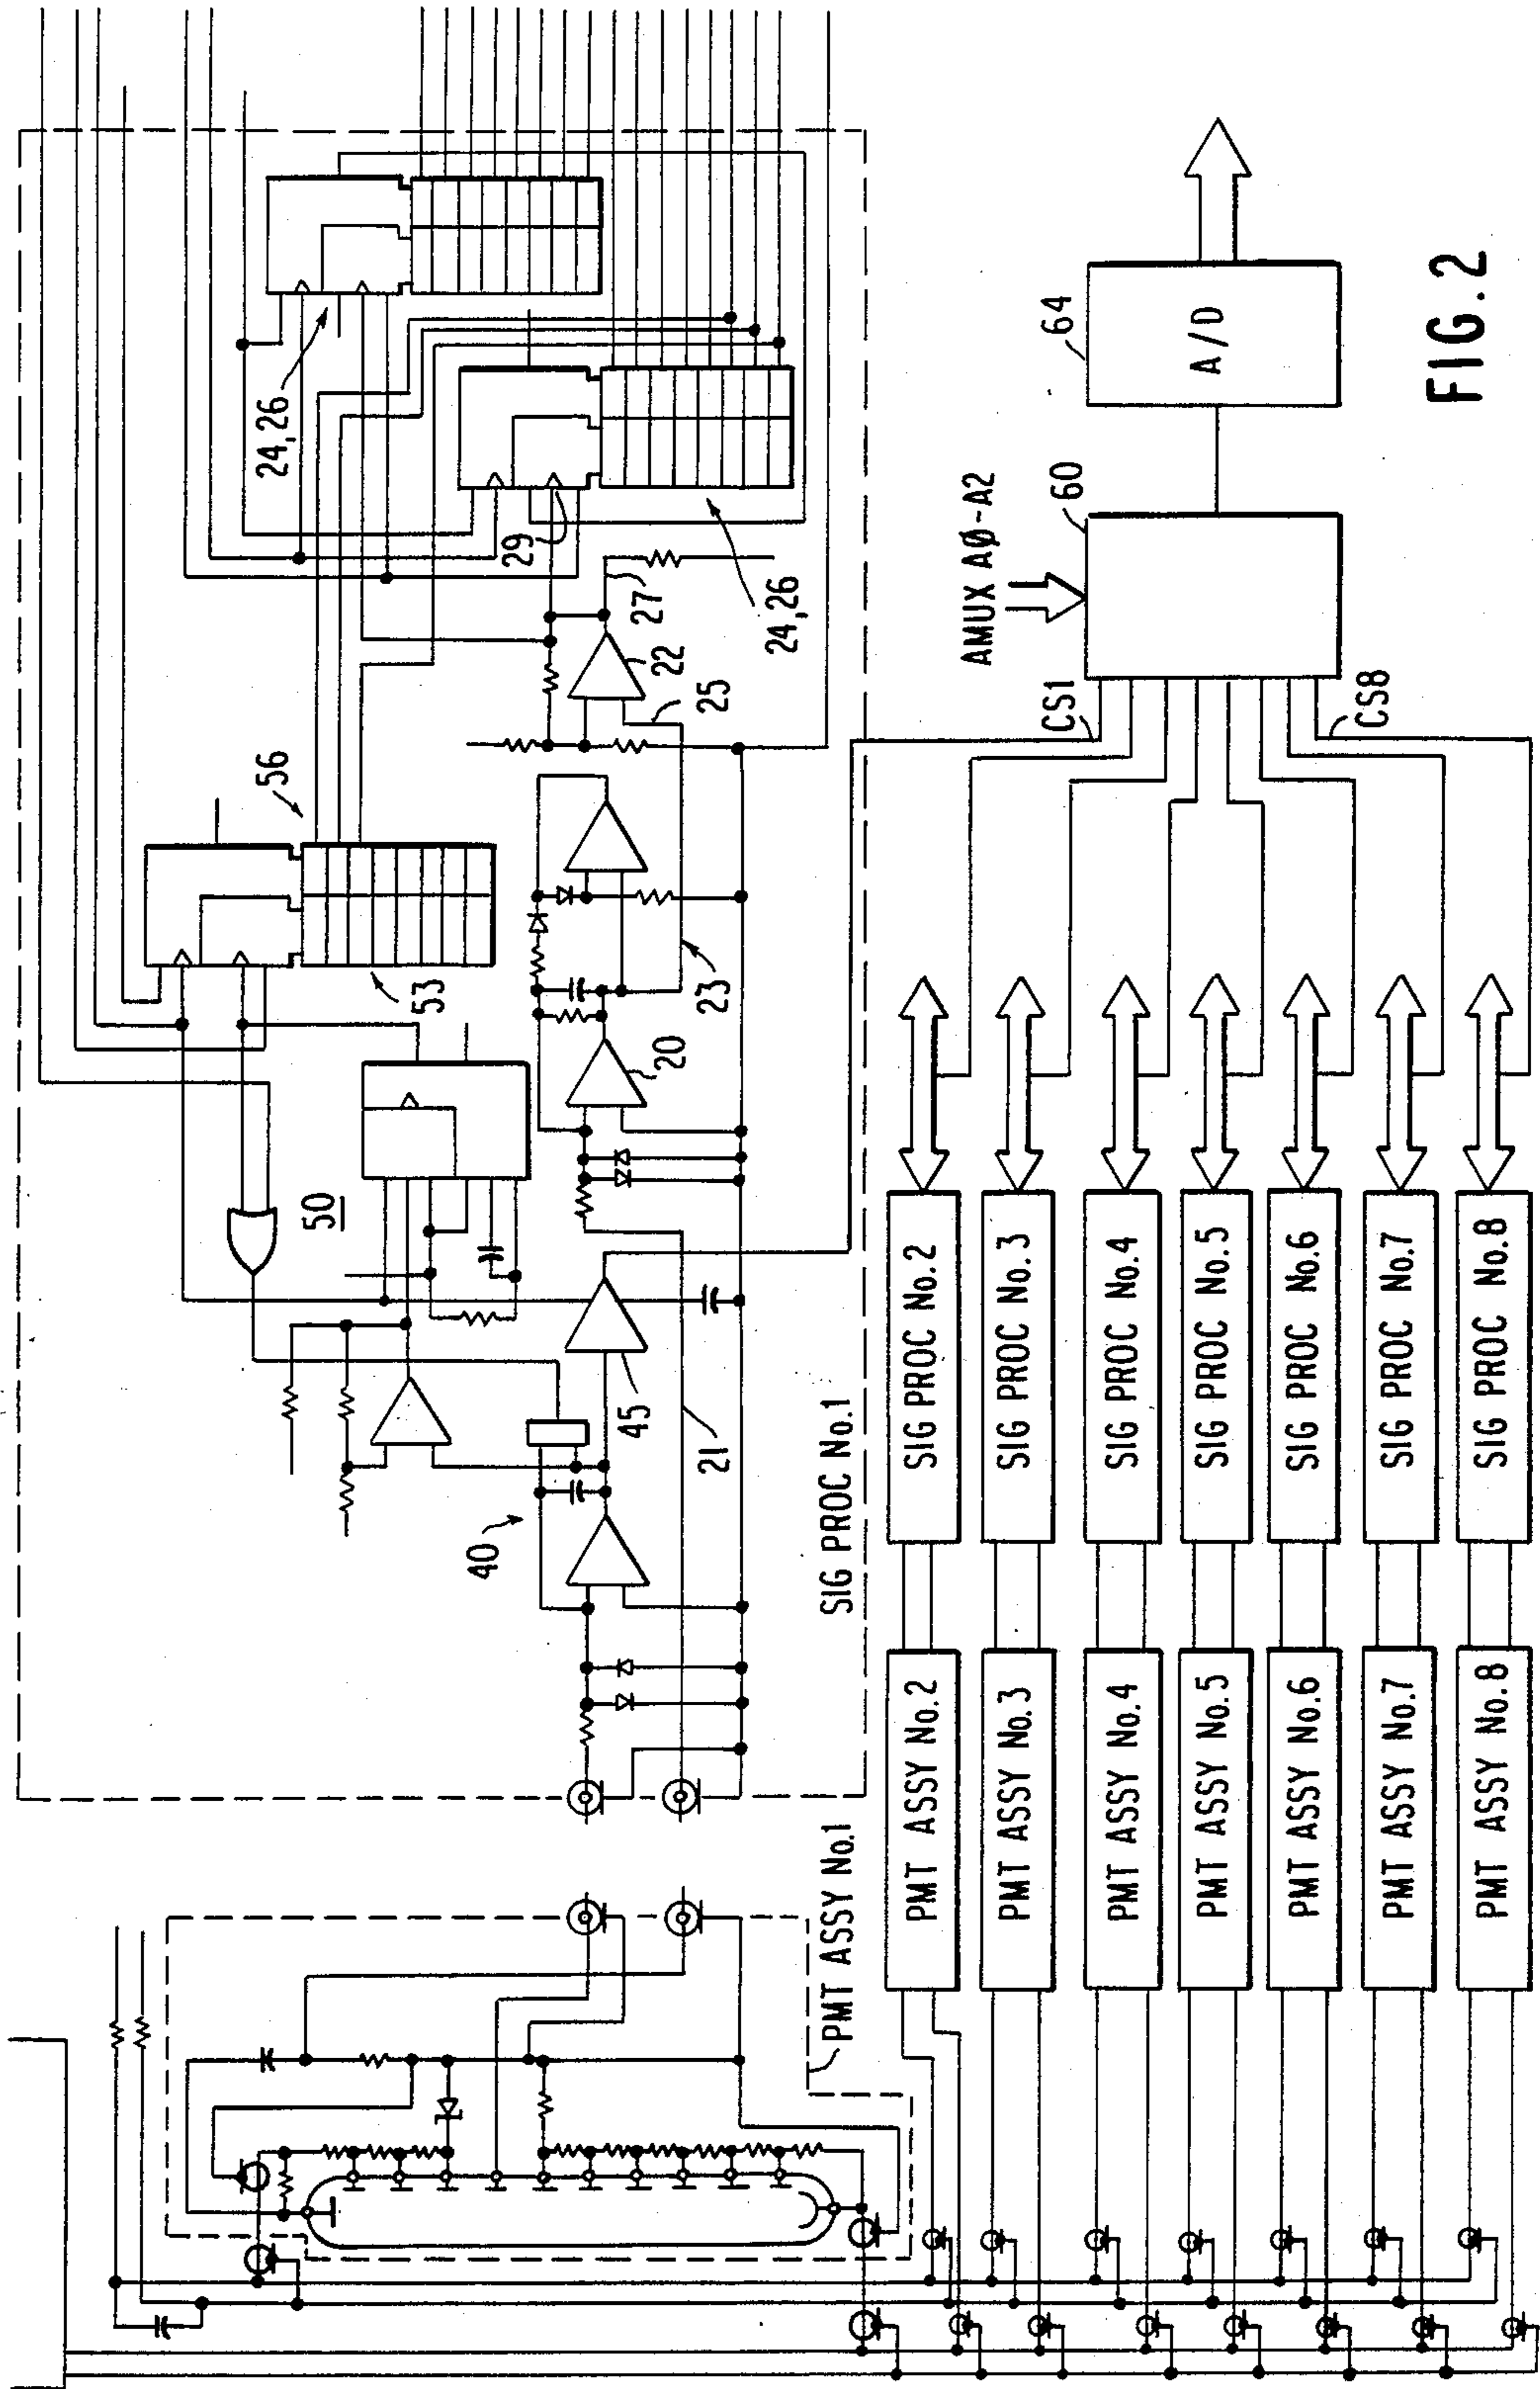 24,26
56
53
50
29
27
24,26
22
25
23
20
40
45
21
SIG PROC No.1
PMT ASSY No.1
PMT ASSY No.2
SIG PROC No.2
PMT ASSY No.3
SIG PROC No.3
PMT ASSY No.4
SIG PROC No.4
PMT ASSY No.5
SIG PROC No.5
PMT ASSY No.6
SIG PROC No.6
PMT ASSY No.7
SIG PROC No.7
PMT ASSY No.8
SIG PROC No.8
CS1
CS8
AMUX AØ-A2
60
A/D
64
FIG.2